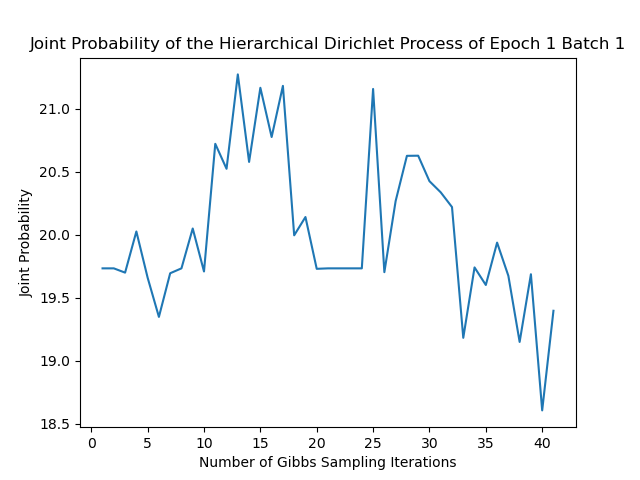 Joint Probability of the Hierarchical Dirichlet Process of Epoch 1 Batch 1
21.0
20.5
20.0
19.5
19.0
18.5
Joint Probability
0 5 10 15 20 25 30 35 40
Number of Gibbs Sampling Iterations